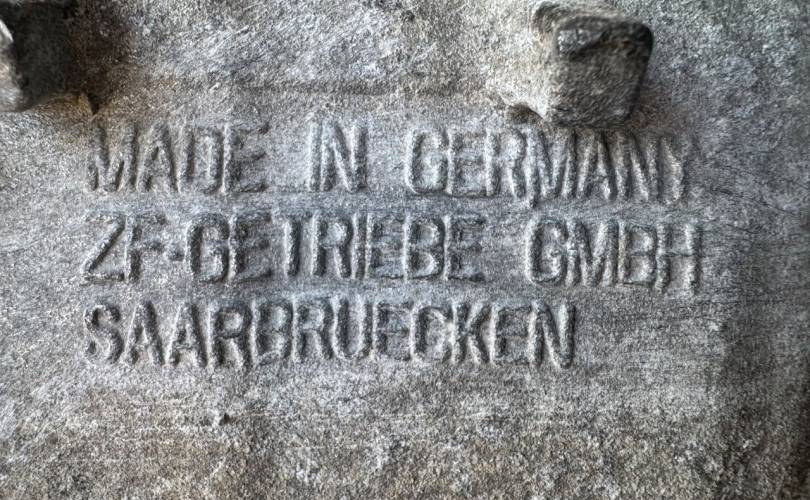 MADE IN GERMANY
ZF-GETRIEBE GMBH
SAARBRUECKEN